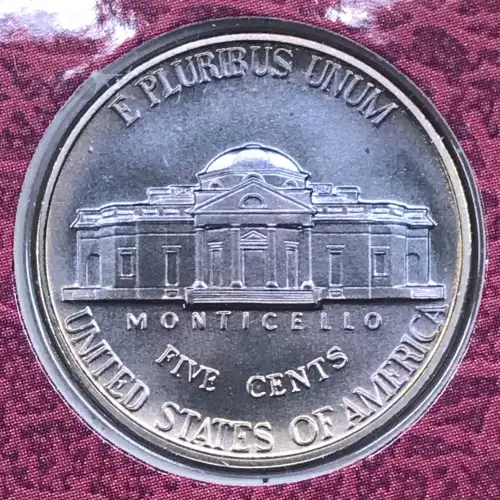 E PLURIBUS UNUM
MONTICELLO
FIVE CENTS
UNITED STATES OF AMERICA